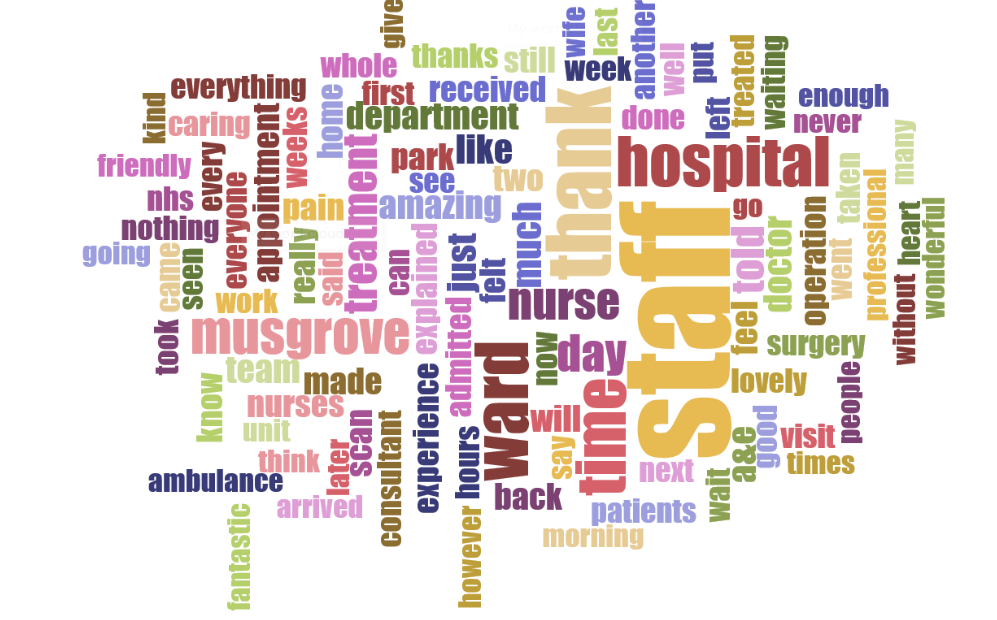 give
wife
last
another
whole
thanks
still
week
well
put
treated
waiting
everything
first
received
kind
caring
home
department
done
left
enough
never
friendly
every
appointment
weeks
treatment
park
like
see
two
thank
hospital
many
nhs
nothing
everyone
pain
amazing
much
staff
go
taken
professional
heart
wonderful
going
came
seen
really
said
can
explained
just
felt
told
doctor
operation
went
without
work
nurse
feel
took
musgrove
admitted
now
day
surgery
team
made
ward
lovely
people
know
nurses
experience
will
time
unit
scan
consultant
hours
say
a&e
good
visit
think
later
next
times
ambulance
back
wait
arrived
patients
fantastic
however
morning